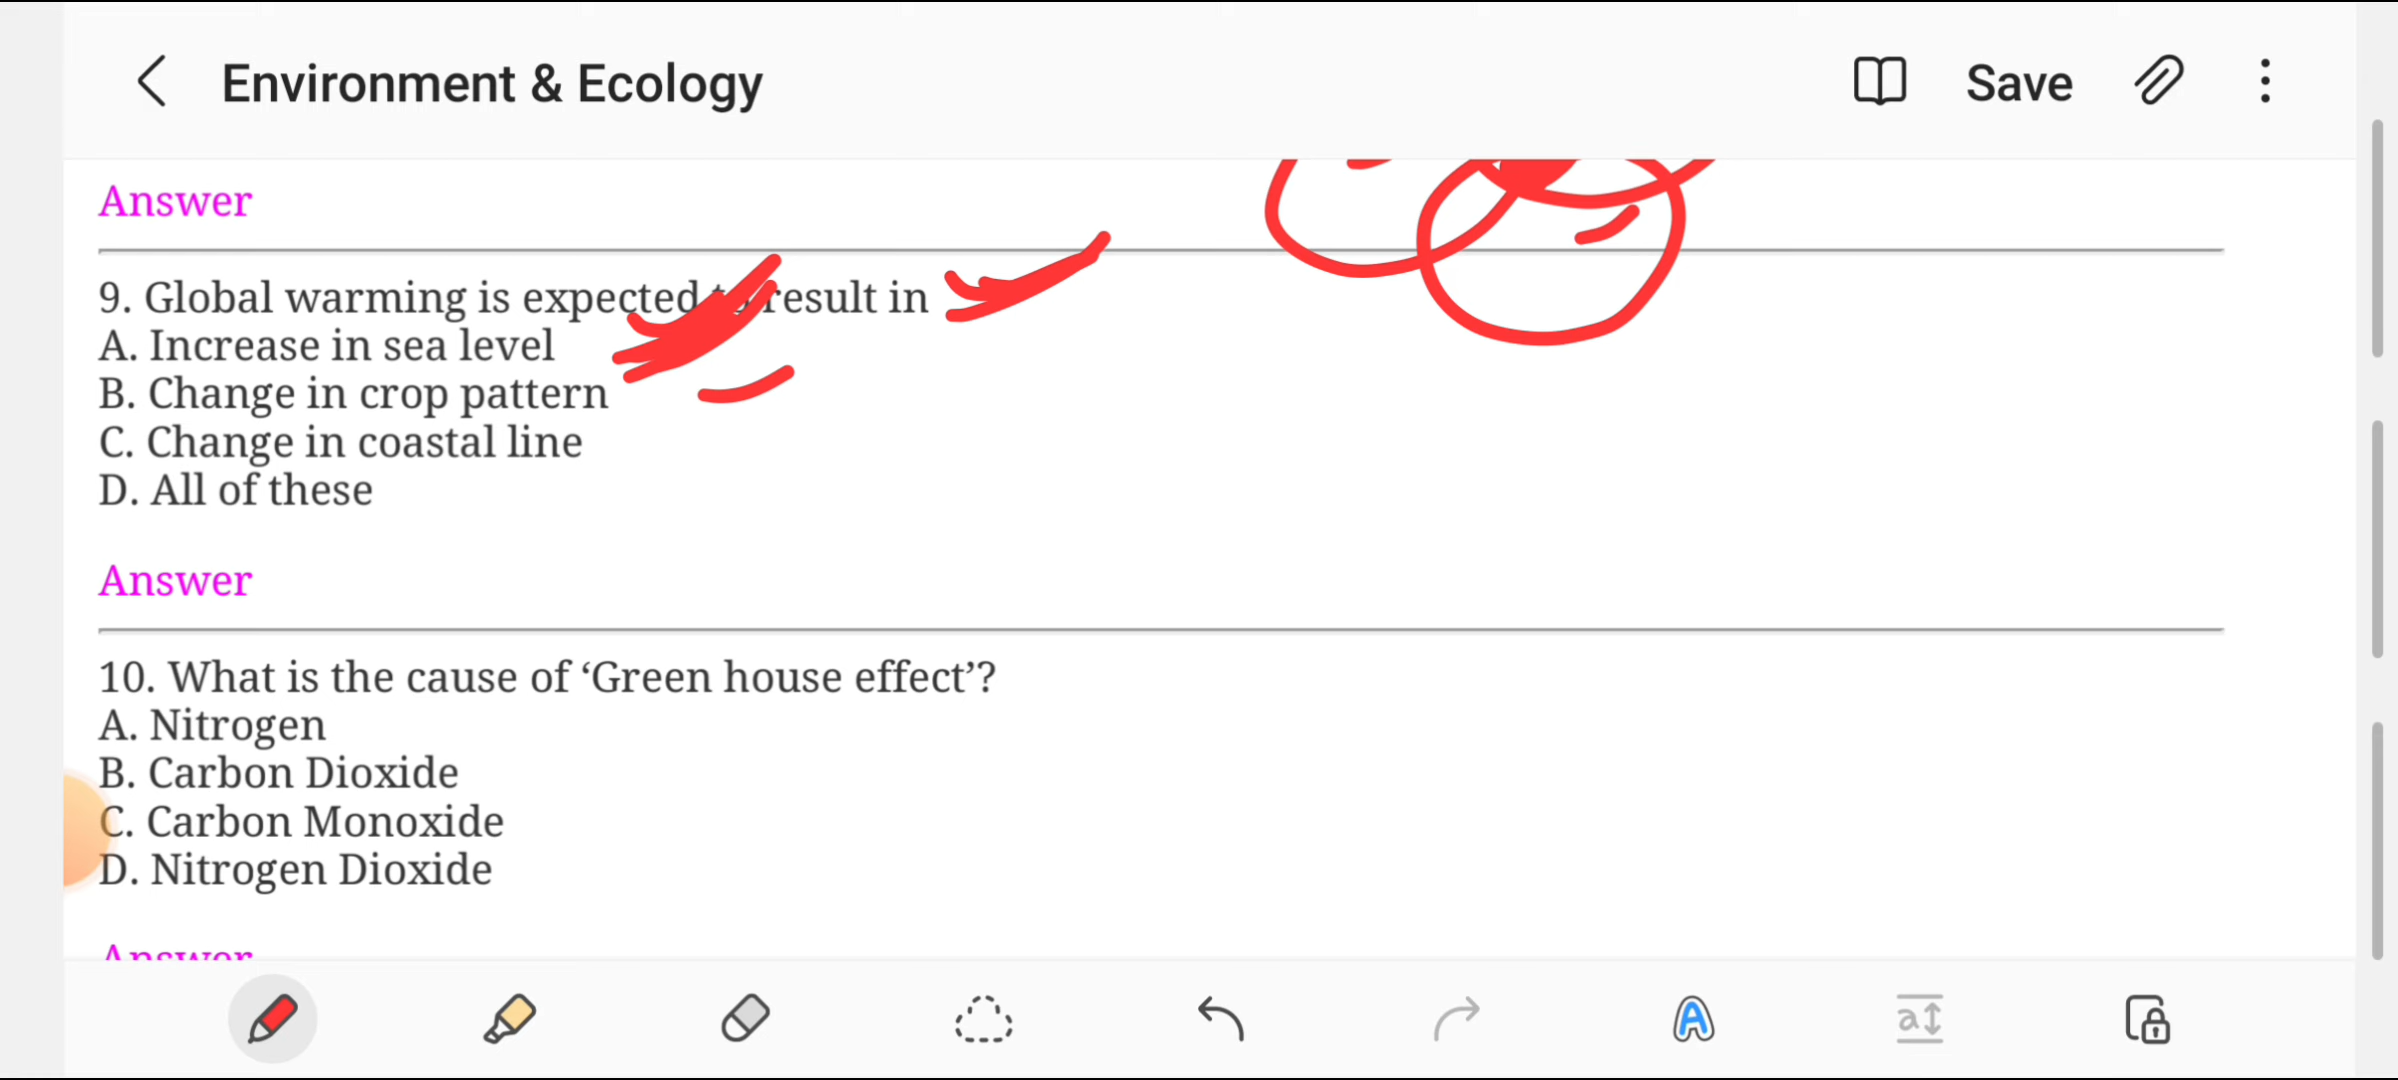 Environment & Ecology
Save
Answer
9. Global warming is expected to result in
A. Increase in sea level
B. Change in crop pattern
C. Change in coastal line
D. All of these
Answer
10. What is the cause of ‘Green house effect’?
A. Nitrogen
B. Carbon Dioxide
C. Carbon Monoxide
D. Nitrogen Dioxide
Answer
A
a